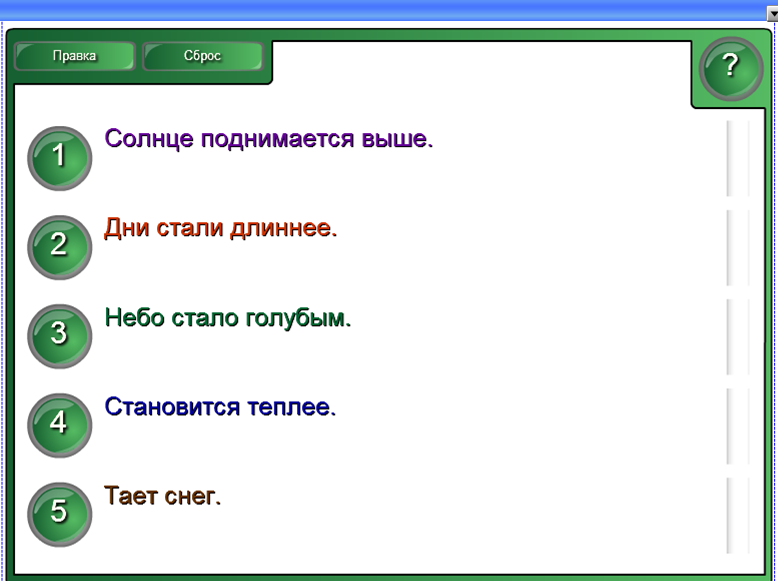 Правка Сброс ?
1 Солнце поднимается выше.
2 Дни стали длиннее.
3 Небо стало голубым.
4 Становится теплее.
5 Тает снег.